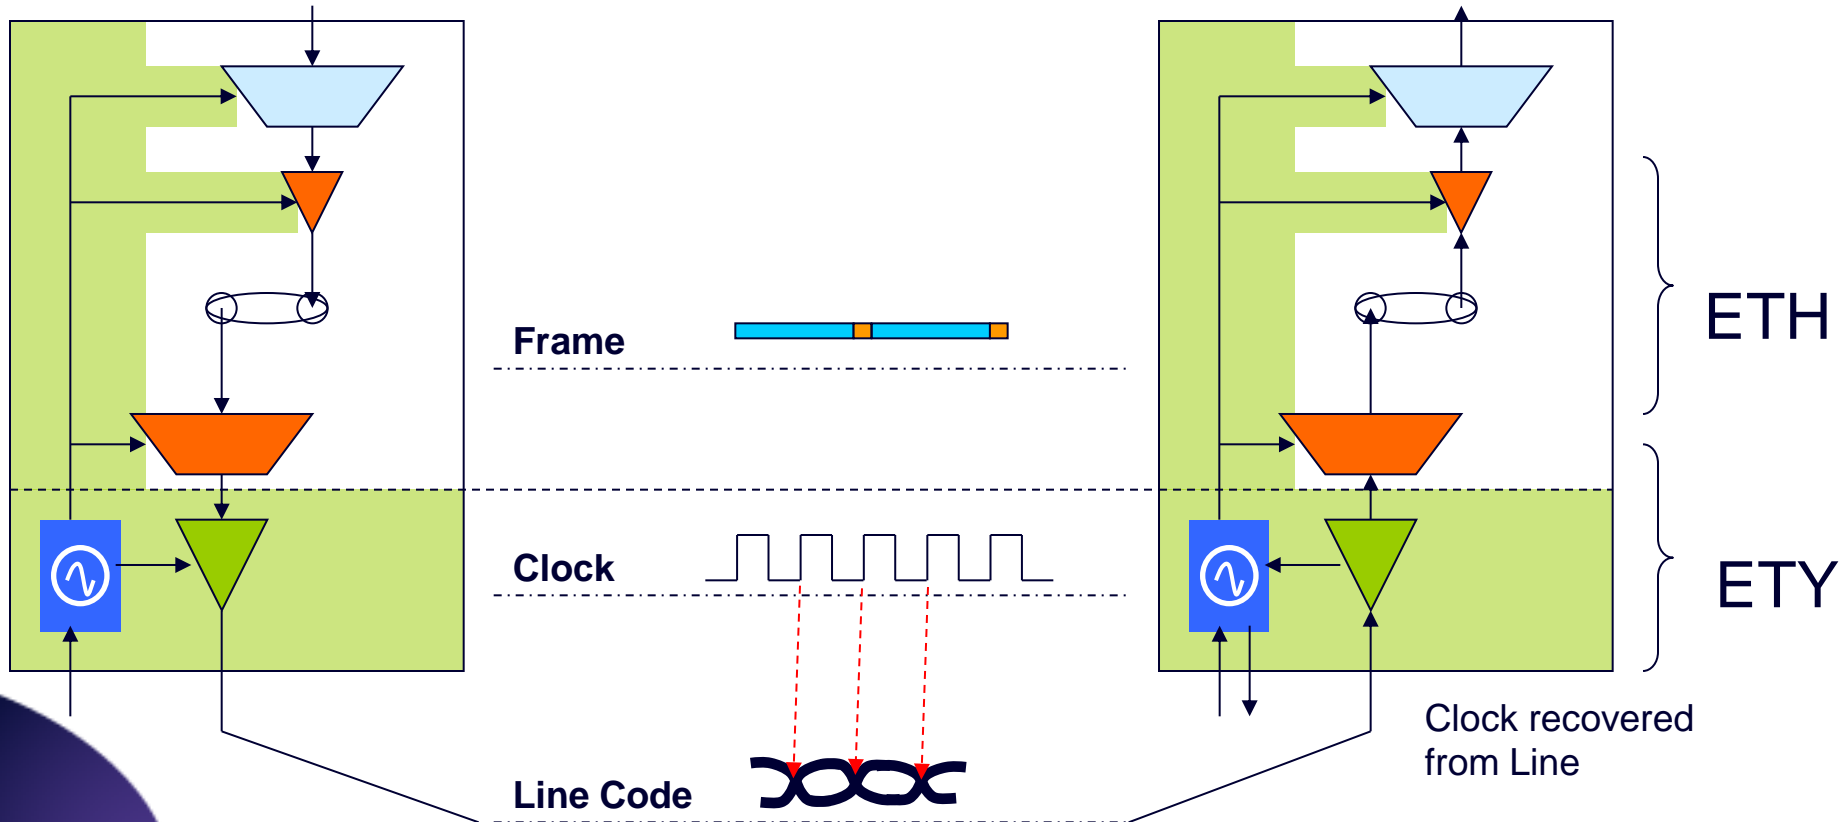 Frame
ETH
Clock
ETY
Clock recovered
from Line
Line Code